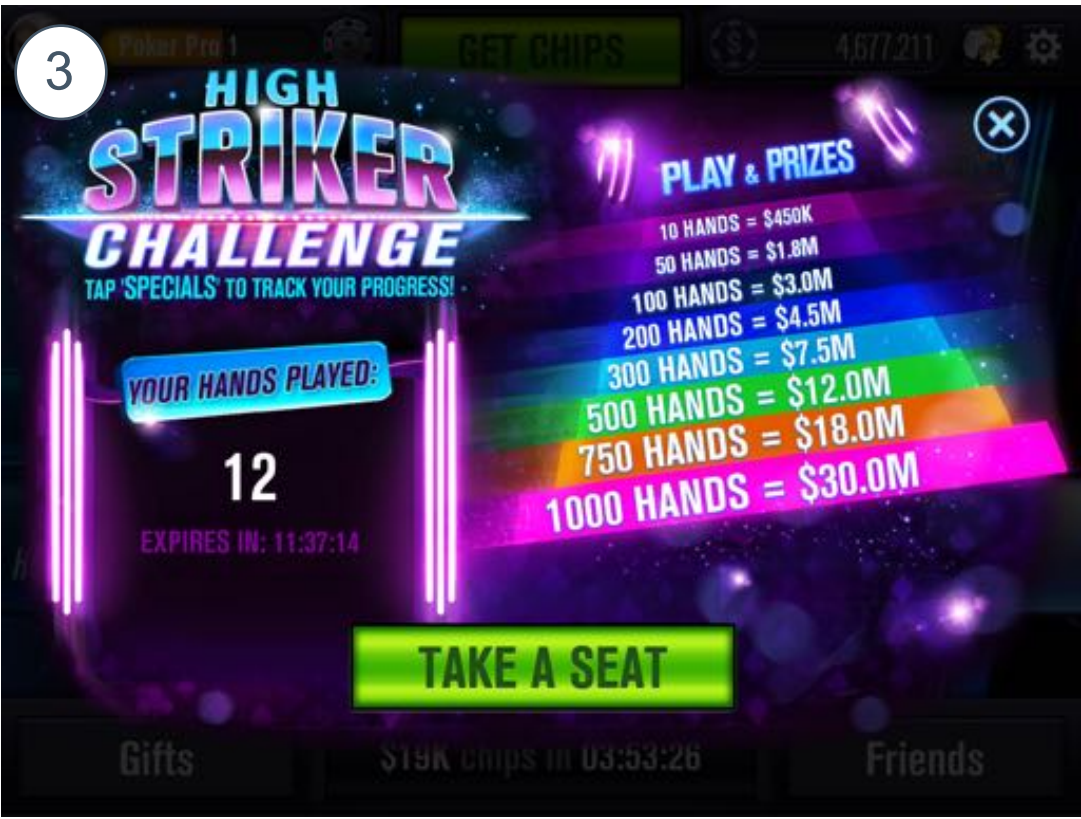 3
Poker Pro 1
GET CHIPS
4,677,211
HIGH
STRIKER
CHALLENGE
TAP 'SPECIALS' TO TRACK YOUR PROGRESS!
YOUR HANDS PLAYED:
12
EXPIRES IN: 11:37:14
PLAY & PRIZES
10 HANDS = $450K
50 HANDS = $1.8M
100 HANDS = $3.0M
200 HANDS = $4.5M
300 HANDS = $7.5M
500 HANDS = $12.0M
750 HANDS = $18.0M
1000 HANDS = $30.0M
TAKE A SEAT
Gifts
$19K chips in 03:53:26
Friends